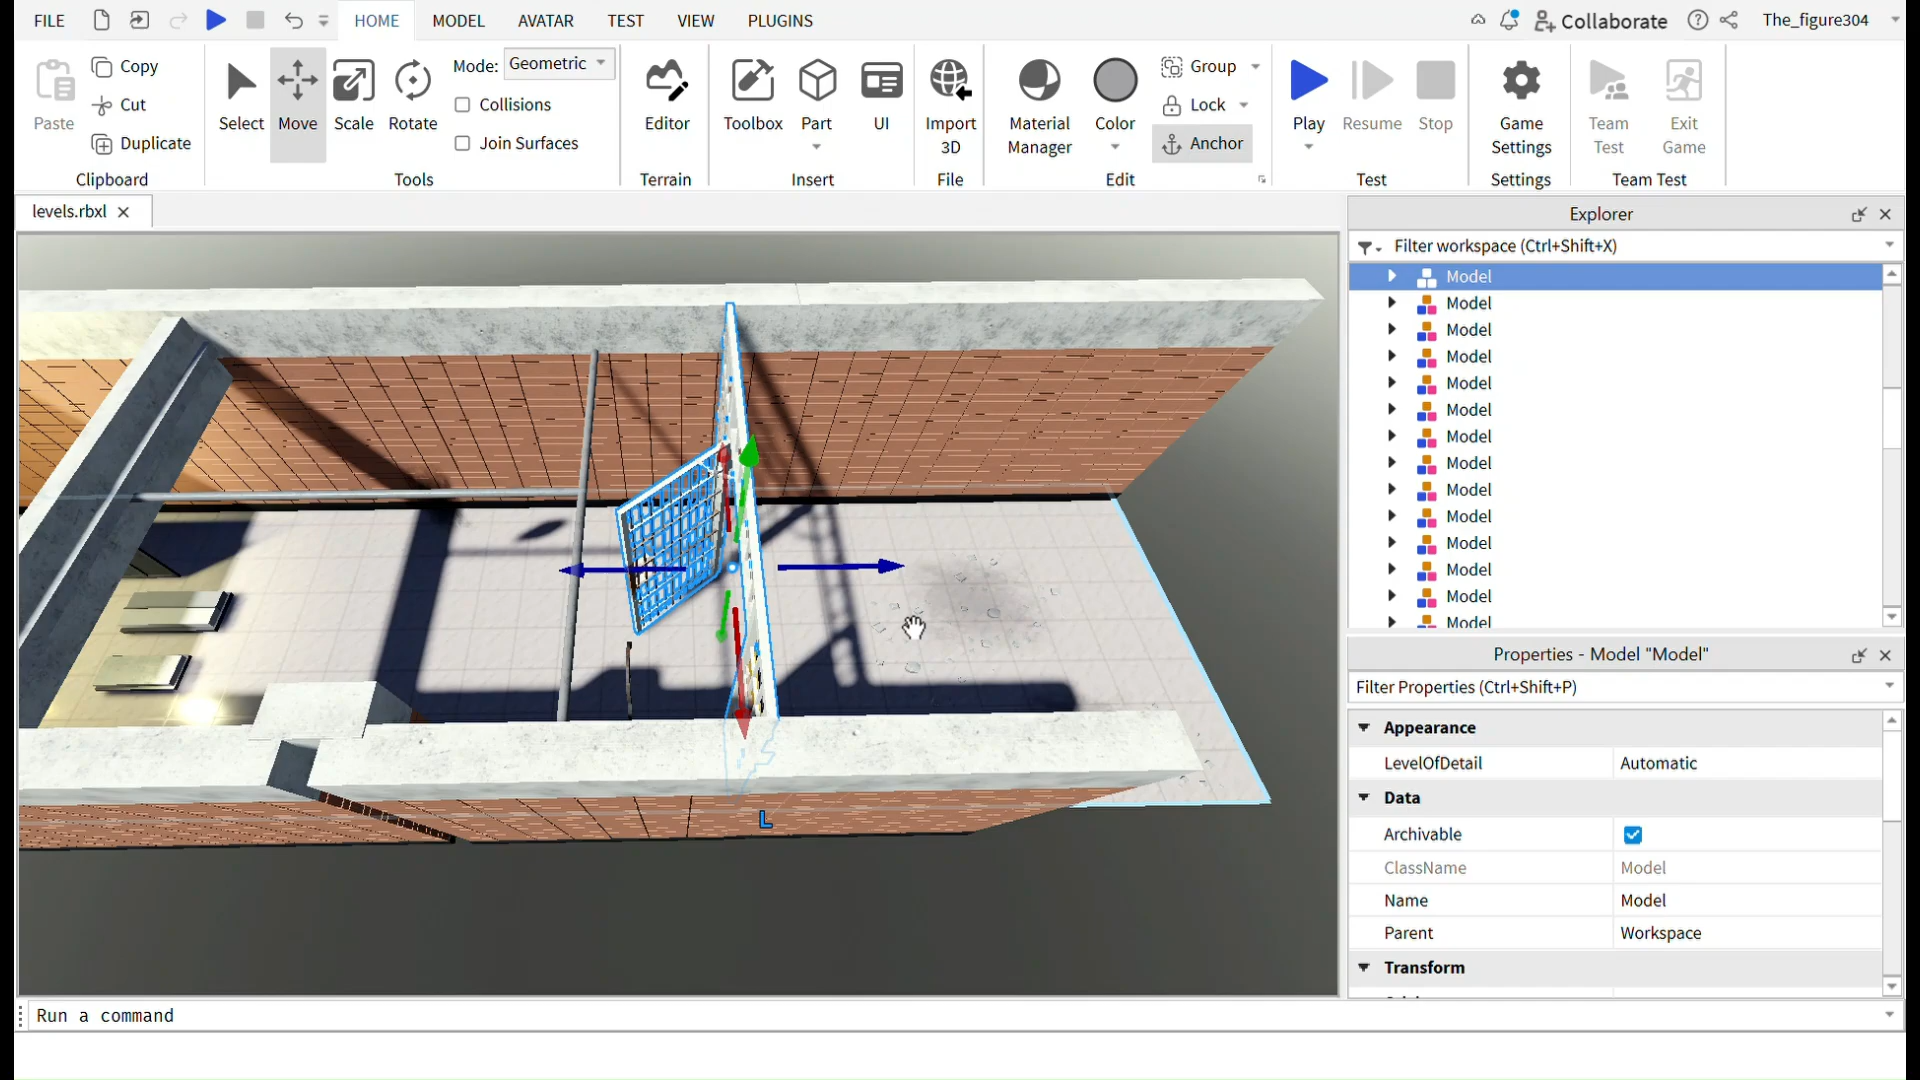 FILE HOME MODEL AVATAR TEST VIEW PLUGINS Collaborate The_figure304
Paste Copy Cut Duplicate Clipboard
Select Move Scale Rotate Mode: Geometric Collisions Join Surfaces Tools
Editor Terrain
Toolbox Part UI Insert
Import 3D File
Material Manager Color Group Lock Anchor Edit
Play Resume Stop Test
Game Settings Settings
Team Test Exit Game Team Test
levels.rbxl
L
Explorer
Filter workspace (Ctrl+Shift+X)
Model
Model
Model
Model
Model
Model
Model
Model
Model
Model
Model
Model
Model
Model
Properties - Model "Model"
Filter Properties (Ctrl+Shift+P)
Appearance
LevelOfDetail Automatic
Data
Archivable
ClassName Model
Name Model
Parent Workspace
Transform
Run a command